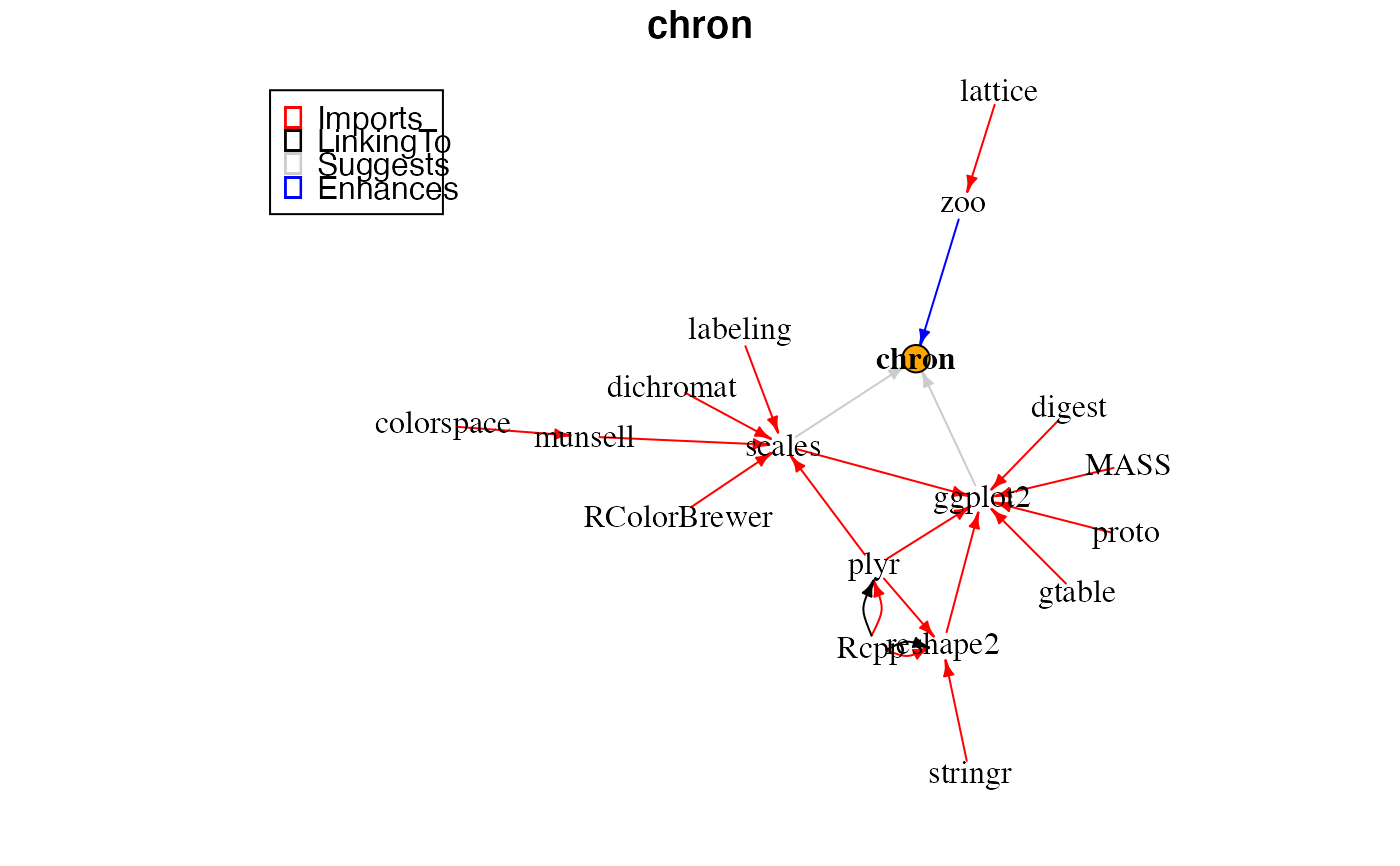 chron
Imports
LinkingTo
Suggests
Enhances
lattice
zoo
labeling
chron
dichromat
digest
colorspace
munsell
scales
MASS
ggplot2
RColorBrewer
proto
plyr
gtable
Rcpp
reshape2
stringr